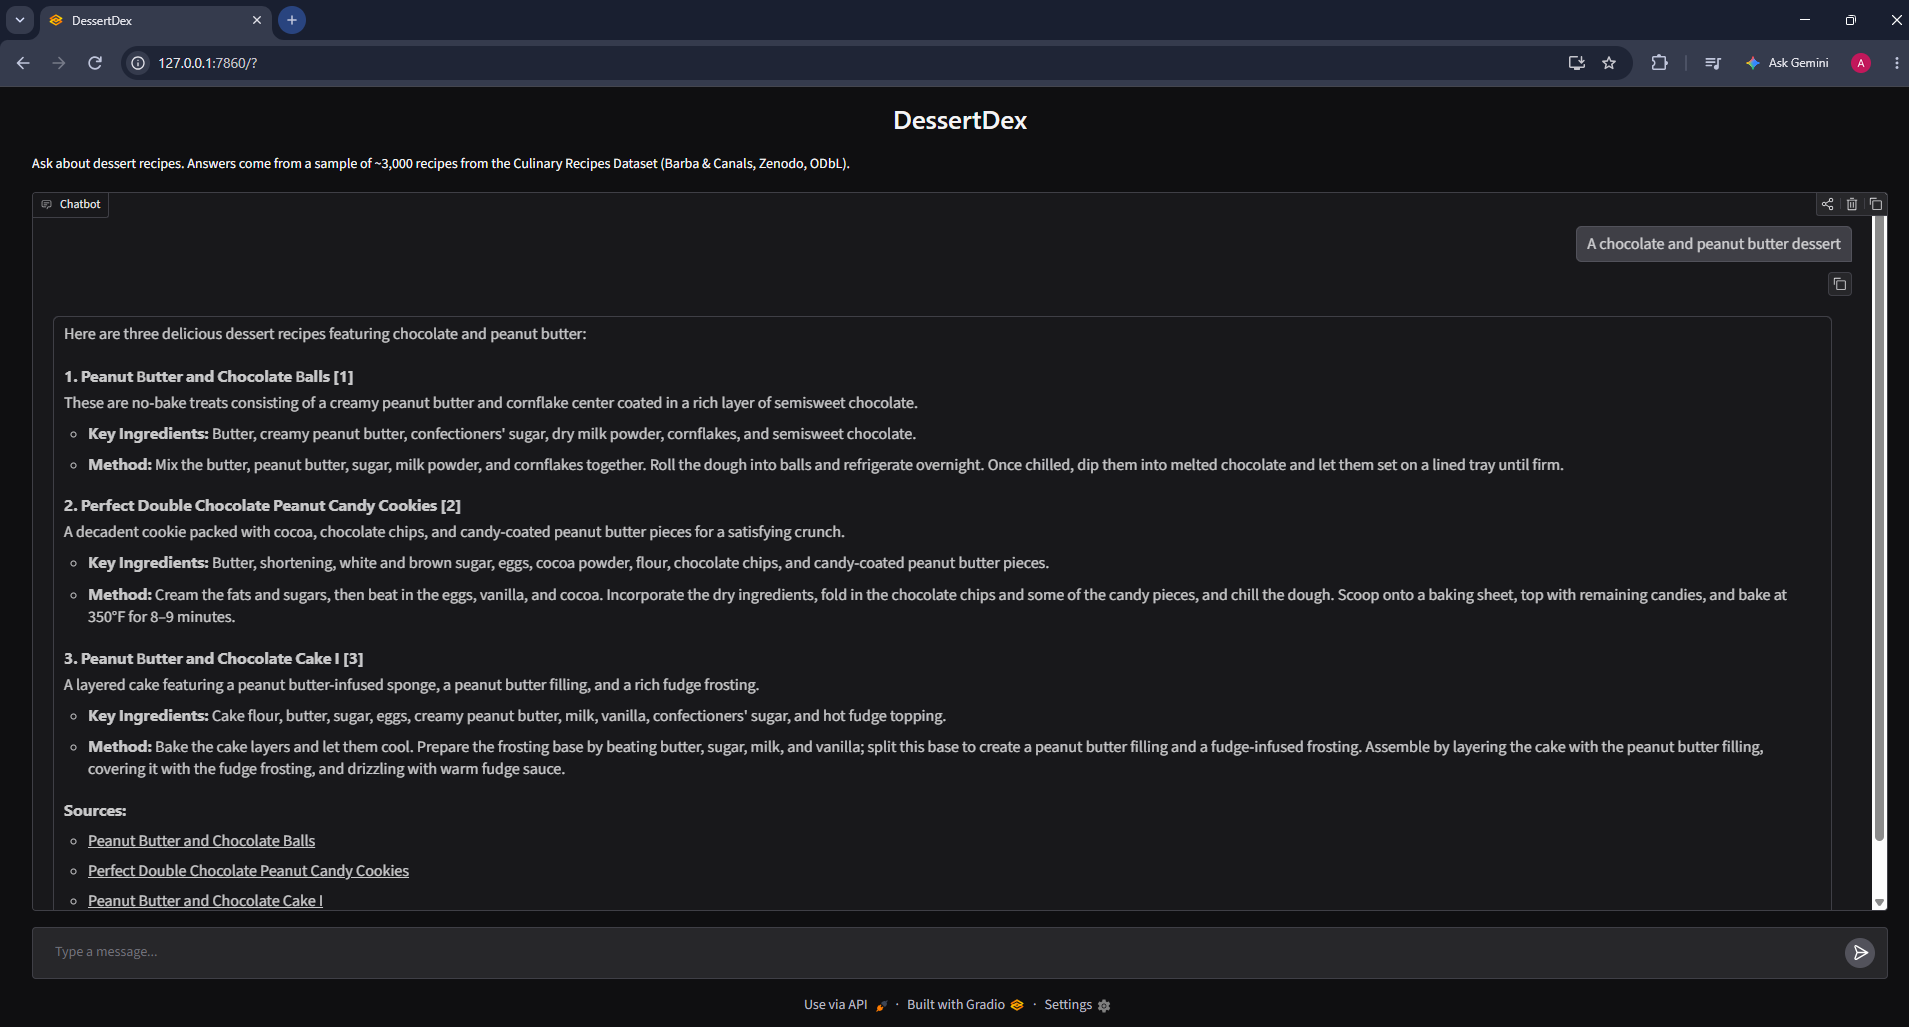 DessertDex
127.0.0.1:7860/?
Ask Gemini
A
DessertDex
Ask about dessert recipes. Answers come from a sample of ~3,000 recipes from the Culinary Recipes Dataset (Barba & Canals, Zenodo, ODbL).
Chatbot
A chocolate and peanut butter dessert
Here are three delicious dessert recipes featuring chocolate and peanut butter:
1. Peanut Butter and Chocolate Balls [1]
These are no-bake treats consisting of a creamy peanut butter and cornflake center coated in a rich layer of semisweet chocolate.
Key Ingredients: Butter, creamy peanut butter, confectioners' sugar, dry milk powder, cornflakes, and semisweet chocolate.
Method: Mix the butter, peanut butter, sugar, milk powder, and cornflakes together. Roll the dough into balls and refrigerate overnight. Once chilled, dip them into melted chocolate and let them set on a lined tray until firm.
2. Perfect Double Chocolate Peanut Candy Cookies [2]
A decadent cookie packed with cocoa, chocolate chips, and candy-coated peanut butter pieces for a satisfying crunch.
Key Ingredients: Butter, shortening, white and brown sugar, eggs, cocoa powder, flour, chocolate chips, and candy-coated peanut butter pieces.
Method: Cream the fats and sugars, then beat in the eggs, vanilla, and cocoa. Incorporate the dry ingredients, fold in the chocolate chips and some of the candy pieces, and chill the dough. Scoop onto a baking sheet, top with remaining candies, and bake at
350°F for 8–9 minutes.
3. Peanut Butter and Chocolate Cake I [3]
A layered cake featuring a peanut butter-infused sponge, a peanut butter filling, and a rich fudge frosting.
Key Ingredients: Cake flour, butter, sugar, eggs, creamy peanut butter, milk, vanilla, confectioners' sugar, and hot fudge topping.
Method: Bake the cake layers and let them cool. Prepare the frosting base by beating butter, sugar, milk, and vanilla; split this base to create a peanut butter filling and a fudge-infused frosting. Assemble by layering the cake with the peanut butter filling,
covering it with the fudge frosting, and drizzling with warm fudge sauce.
Sources:
Peanut Butter and Chocolate Balls
Perfect Double Chocolate Peanut Candy Cookies
Peanut Butter and Chocolate Cake I
Type a message...
Use via API · Built with Gradio · Settings